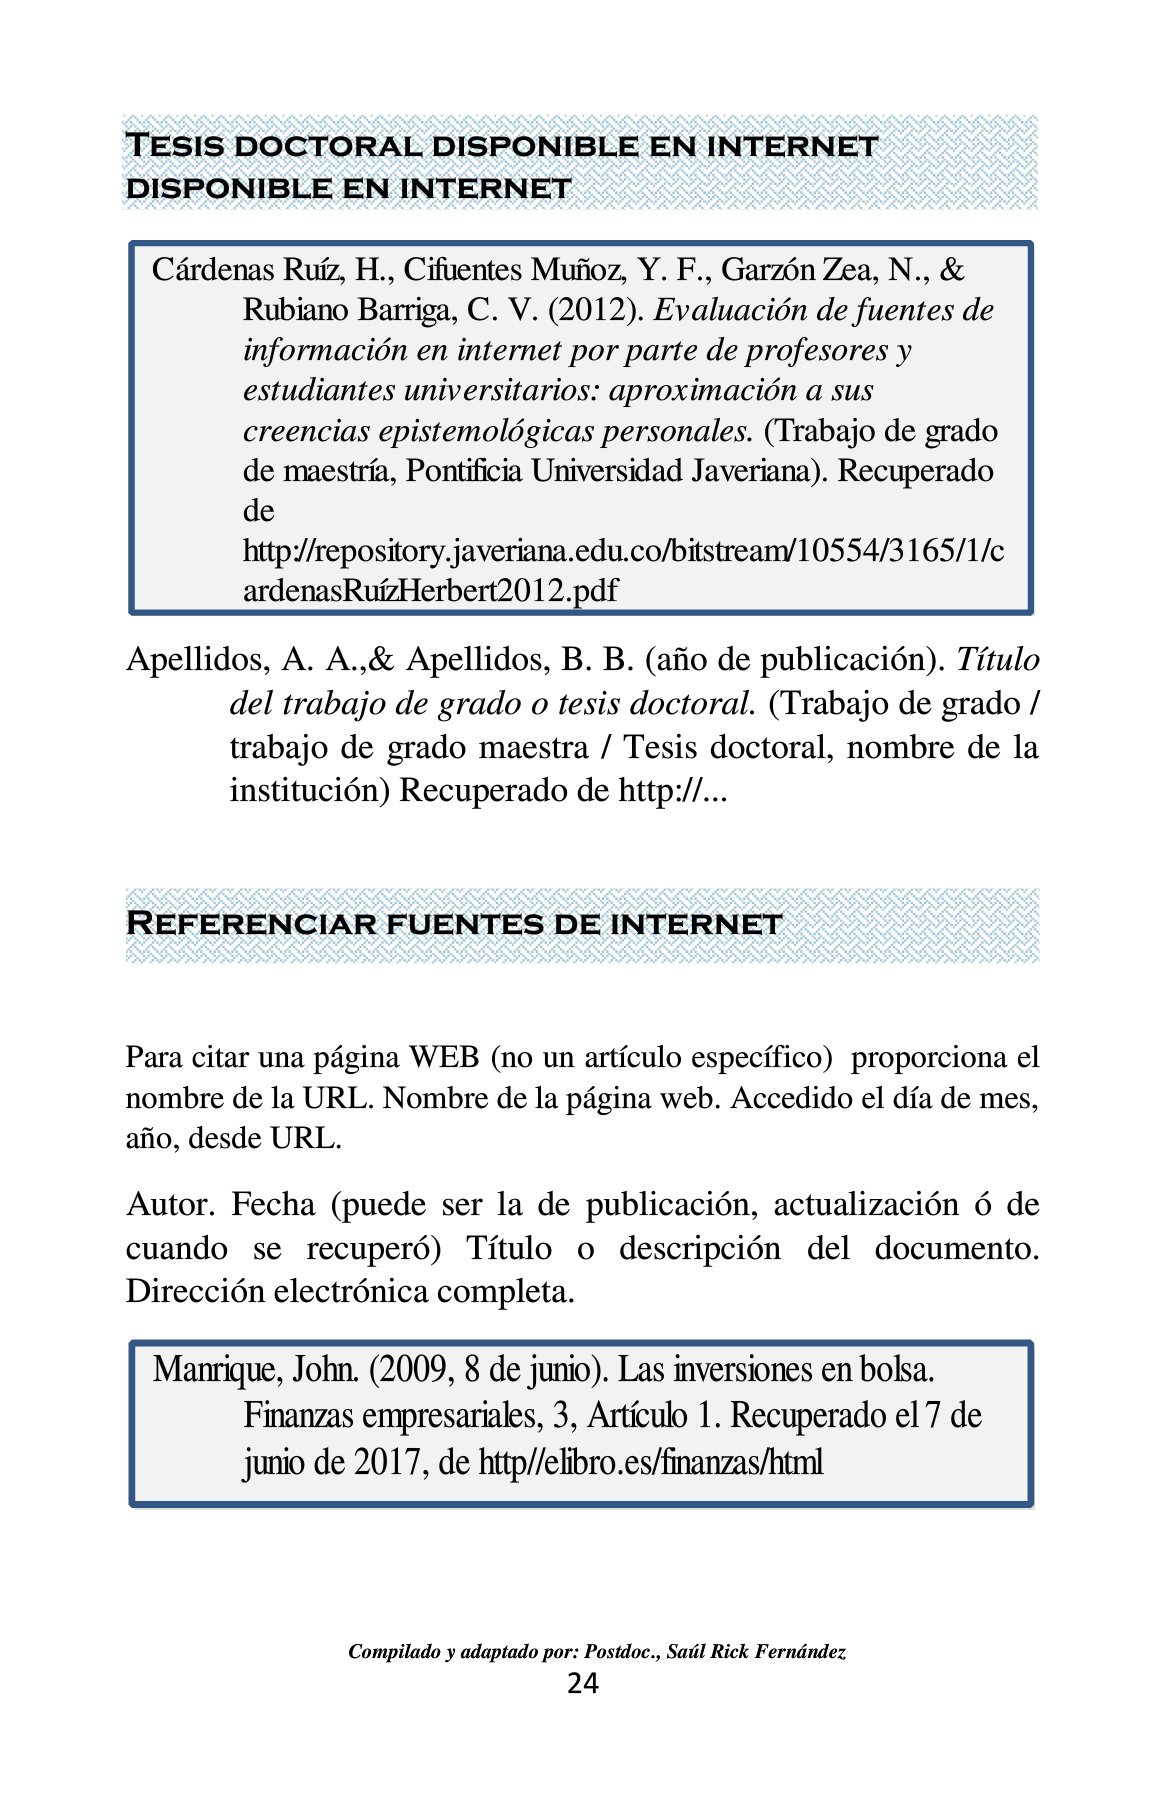 TESIS DOCTORAL DISPONIBLE EN INTERNET
DISPONIBLE EN INTERNET
Cárdenas Ruíz, H., Cifuentes Muñoz, Y. F., Garzón Zea, N., &
Rubiano Barriga, C. V. (2012). Evaluación de fuentes de
información en internet por parte de profesores y
estudiantes universitarios: aproximación a sus
creencias epistemológicas personales. (Trabajo de grado
de maestría, Pontificia Universidad Javeriana). Recuperado
de
http://repository.javeriana.edu.co/bitstream/10554/3165/1/c
ardenasRuízHerbert2012.pdf
Apellidos, A. A.,& Apellidos, B. B. (año de publicación). Título
del trabajo de grado o tesis doctoral. (Trabajo de grado /
trabajo de grado maestra / Tesis doctoral, nombre de la
institución) Recuperado de http://...
REFERENCIAR FUENTES DE INTERNET
Para citar una página WEB (no un artículo específico) proporciona el
nombre de la URL. Nombre de la página web. Accedido el día de mes,
año, desde URL.
Autor. Fecha (puede ser la de publicación, actualización ó de
cuando se recuperó) Título o descripción del documento.
Dirección electrónica completa.
Manrique, John. (2009, 8 de junio). Las inversiones en bolsa.
Finanzas empresariales, 3, Artículo 1. Recuperado el 7 de
junio de 2017, de http//elibro.es/finanzas/html
Compilado y adaptado por: Postdoc., Saúl Rick Fernández
24